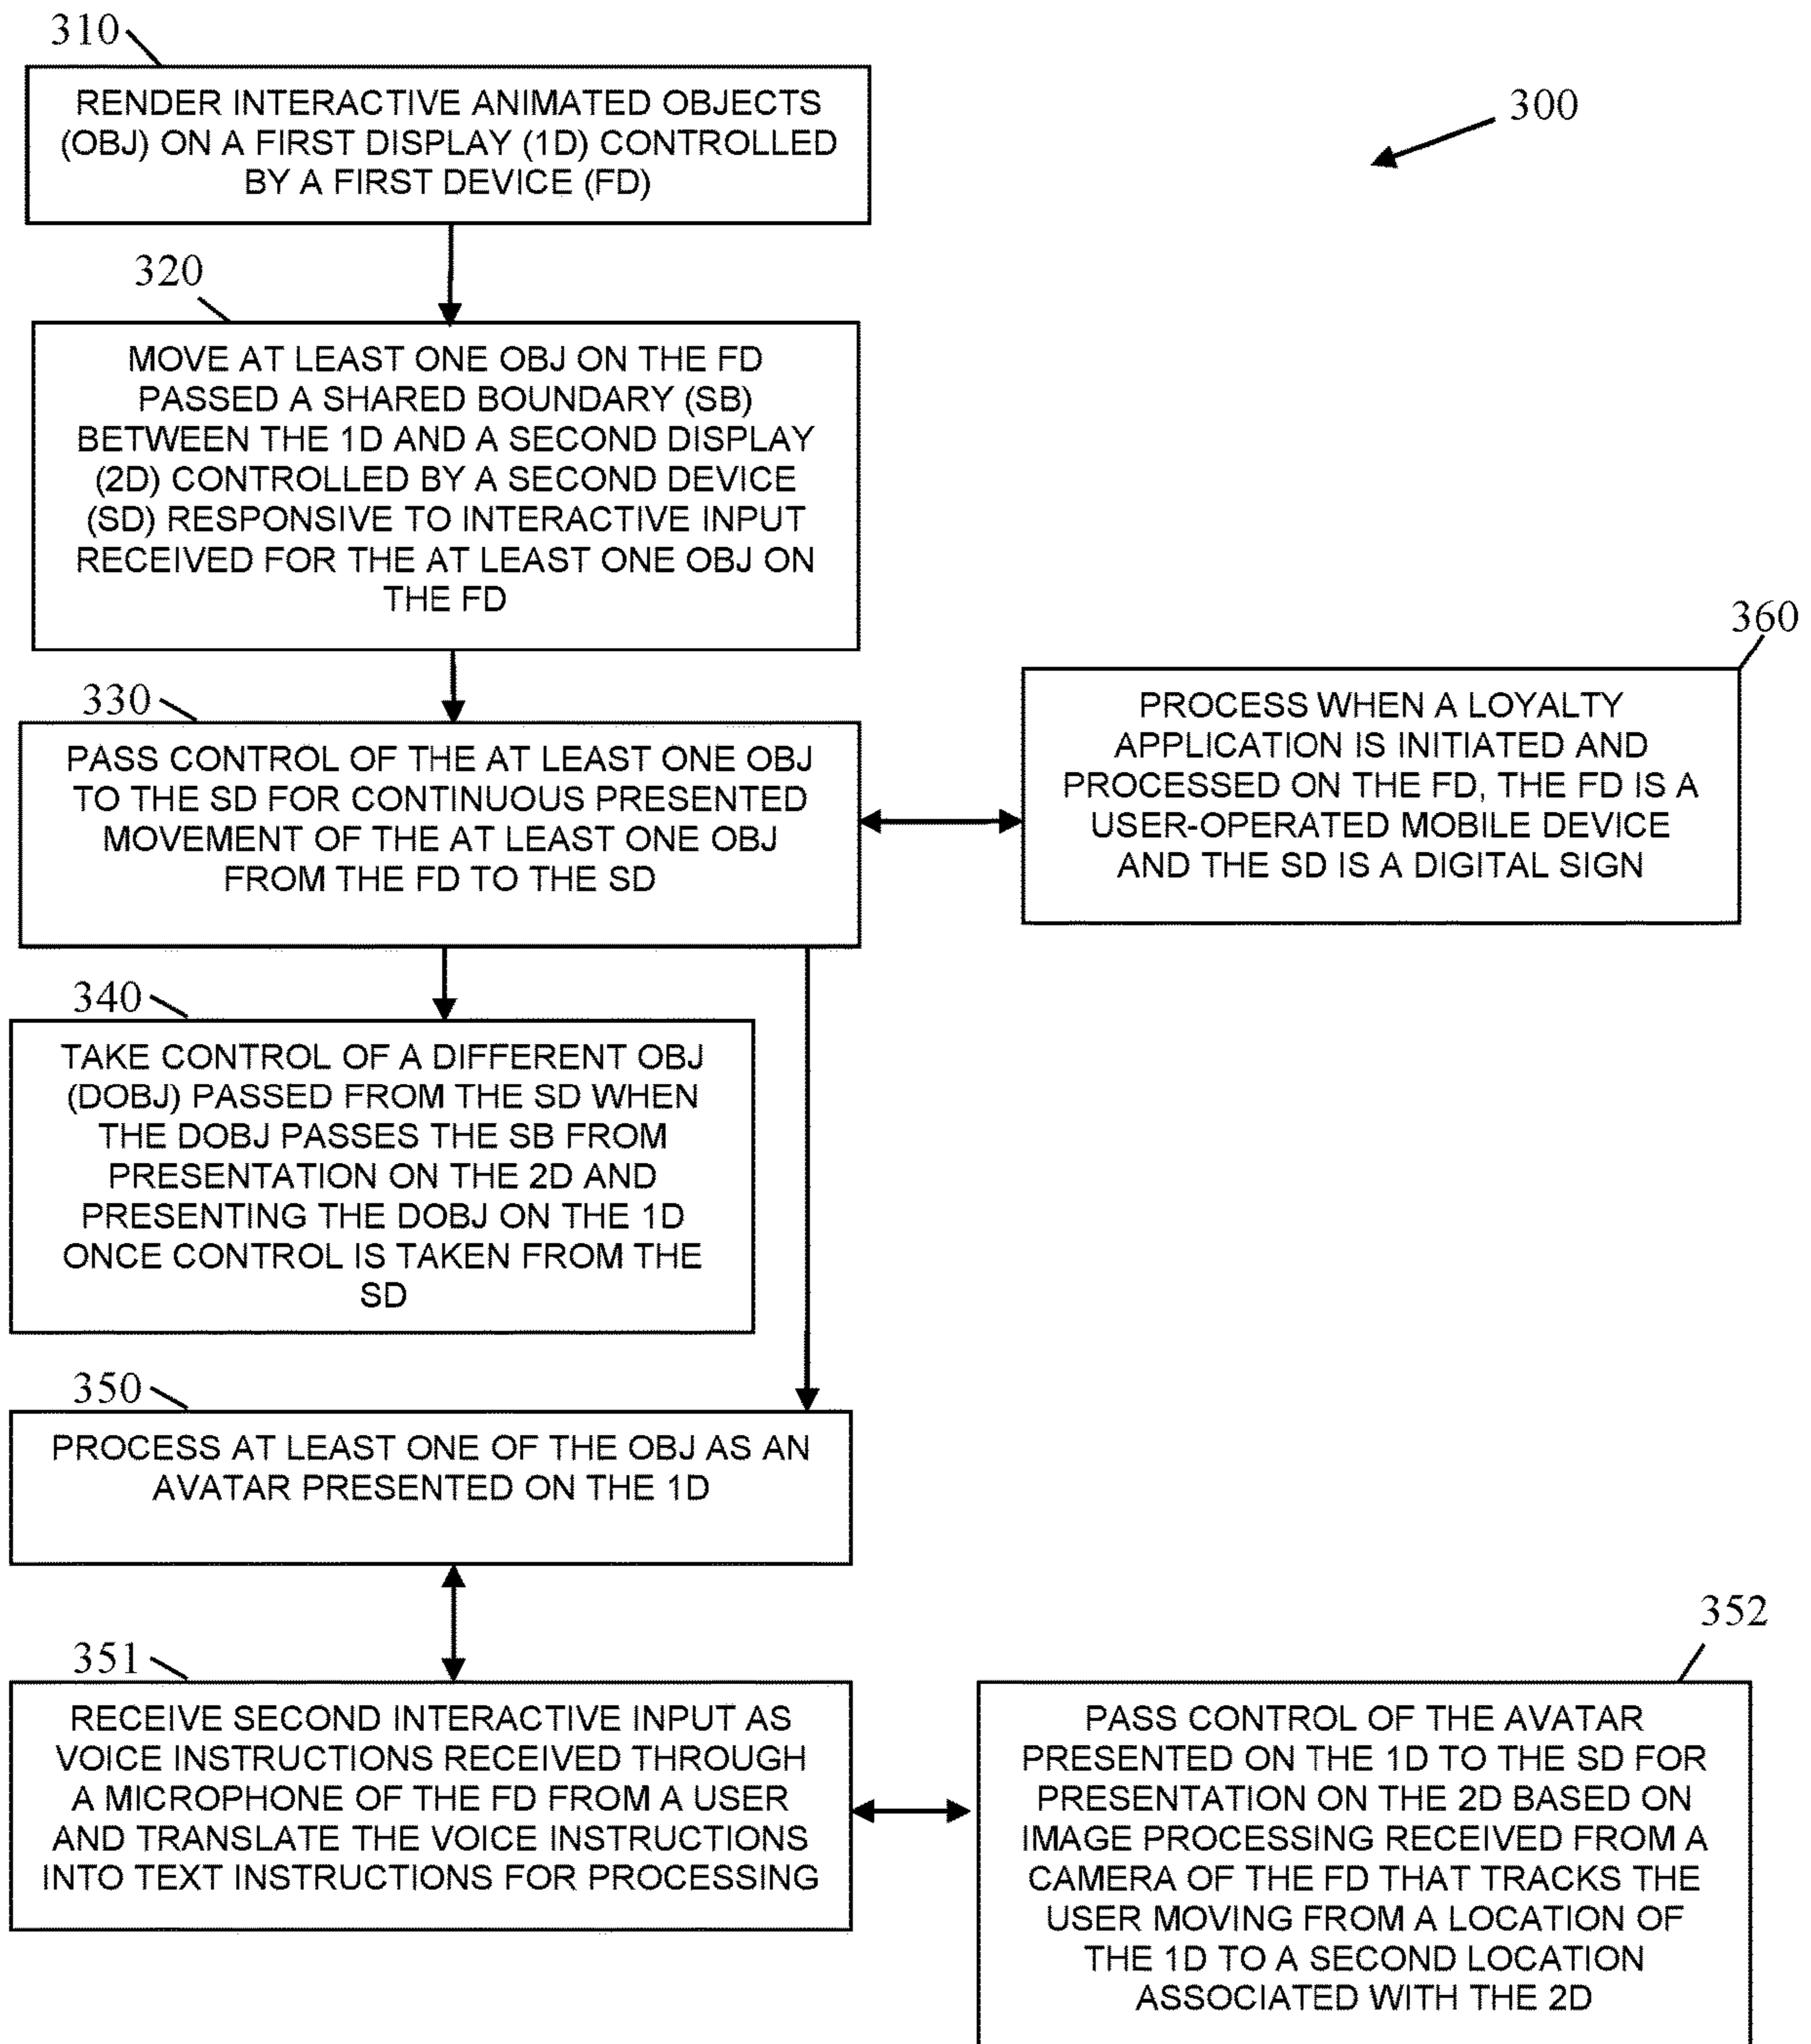 310
RENDER INTERACTIVE ANIMATED OBJECTS
(OBJ) ON A FIRST DISPLAY (1D) CONTROLLED
BY A FIRST DEVICE (FD)
300
320
MOVE AT LEAST ONE OBJ ON THE FD
PASSED A SHARED BOUNDARY (SB)
BETWEEN THE 1D AND A SECOND DISPLAY
(2D) CONTROLLED BY A SECOND DEVICE
(SD) RESPONSIVE TO INTERACTIVE INPUT
RECEIVED FOR THE AT LEAST ONE OBJ ON
THE FD
330
PASS CONTROL OF THE AT LEAST ONE OBJ
TO THE SD FOR CONTINUOUS PRESENTED
MOVEMENT OF THE AT LEAST ONE OBJ
FROM THE FD TO THE SD
360
PROCESS WHEN A LOYALTY
APPLICATION IS INITIATED AND
PROCESSED ON THE FD, THE FD IS A
USER-OPERATED MOBILE DEVICE
AND THE SD IS A DIGITAL SIGN
340
TAKE CONTROL OF A DIFFERENT OBJ
(DOBJ) PASSED FROM THE SD WHEN
THE DOBJ PASSES THE SB FROM
PRESENTATION ON THE 2D AND
PRESENTING THE DOBJ ON THE 1D
ONCE CONTROL IS TAKEN FROM THE
SD
350
PROCESS AT LEAST ONE OF THE OBJ AS AN
AVATAR PRESENTED ON THE 1D
351
RECEIVE SECOND INTERACTIVE INPUT AS
VOICE INSTRUCTIONS RECEIVED THROUGH
A MICROPHONE OF THE FD FROM A USER
AND TRANSLATE THE VOICE INSTRUCTIONS
INTO TEXT INSTRUCTIONS FOR PROCESSING
352
PASS CONTROL OF THE AVATAR
PRESENTED ON THE 1D TO THE SD FOR
PRESENTATION ON THE 2D BASED ON
IMAGE PROCESSING RECEIVED FROM A
CAMERA OF THE FD THAT TRACKS THE
USER MOVING FROM A LOCATION OF
THE 1D TO A SECOND LOCATION
ASSOCIATED WITH THE 2D